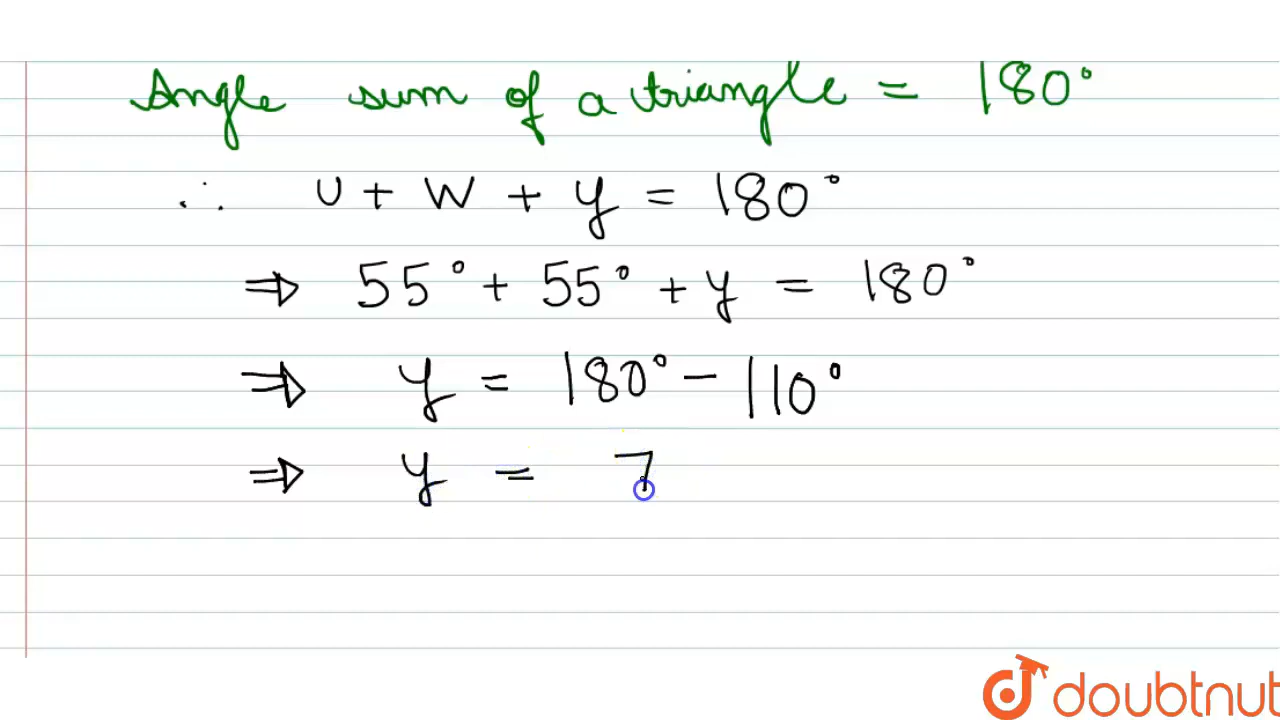 Angle sum of a triangle = 180°
∴ U + W + y = 180°
⇒ 55° + 55° + y = 180°
⇒ y = 180° - 110°
⇒ y = 7
doubtnut